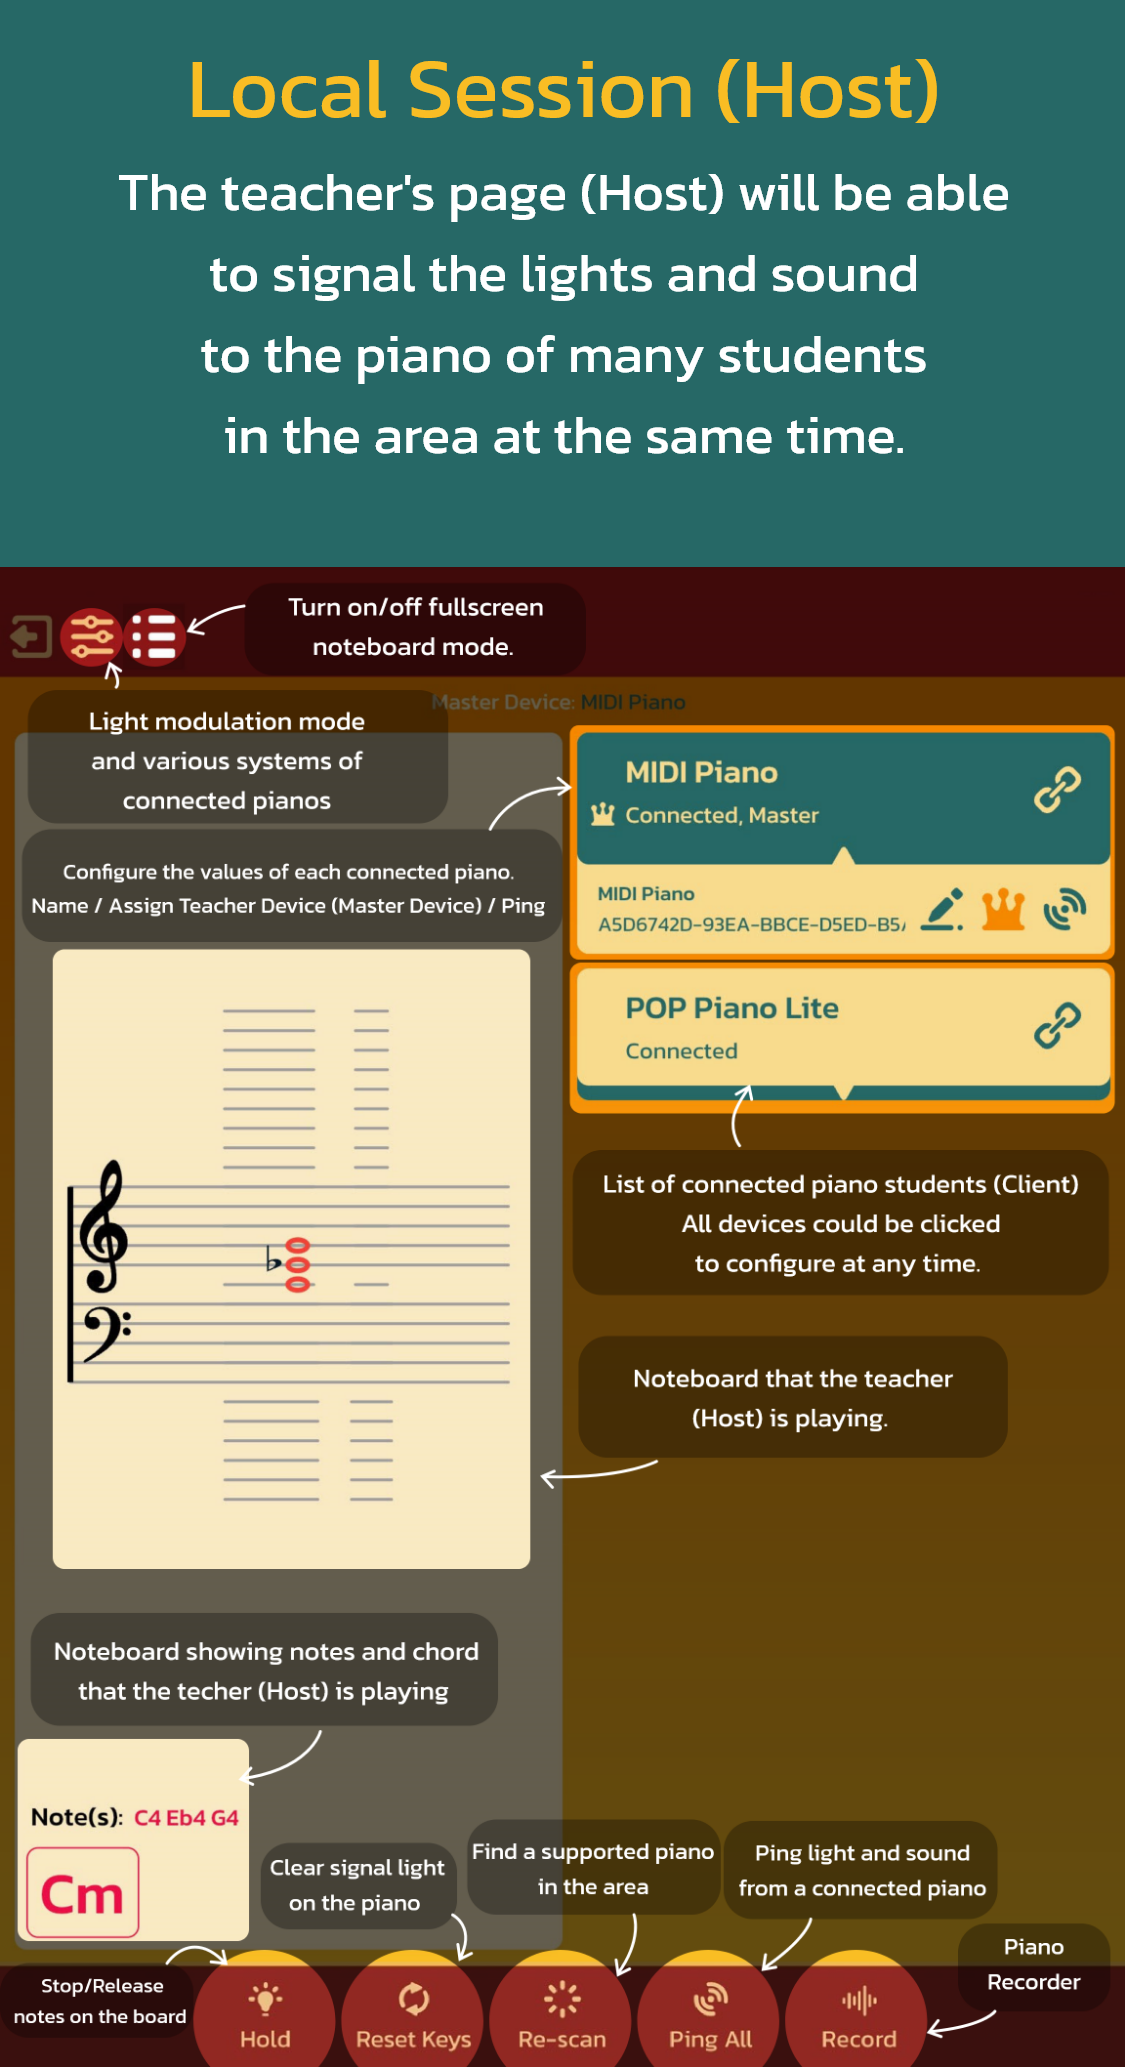 Local Session (Host)
The teacher's page (Host) will be able
to signal the lights and sound
to the piano of many students
in the area at the same time.
Turn on/off fullscreen
noteboard mode.
Master Device: MIDI Piano
Light modulation mode
and various systems of
connected pianos
MIDI Piano
Connected, Master
Configure the values of each connected piano.
Name / Assign Teacher Device (Master Device) / Ping
MIDI Piano
A5D6742D-93EA-BBCE-D5ED-B5
POP Piano Lite
Connected
List of connected piano students (Client)
All devices could be clicked
to configure at any time.
Noteboard that the teacher
(Host) is playing.
Noteboard showing notes and chord
that the techer (Host) is playing
Note(s): C4 Eb4 G4
Cm
Clear signal light
on the piano
Find a supported piano
in the area
Ping light and sound
from a connected piano
Piano
Recorder
Stop/Release
notes on the board
Hold
Reset Keys
Re-scan
Ping All
Record